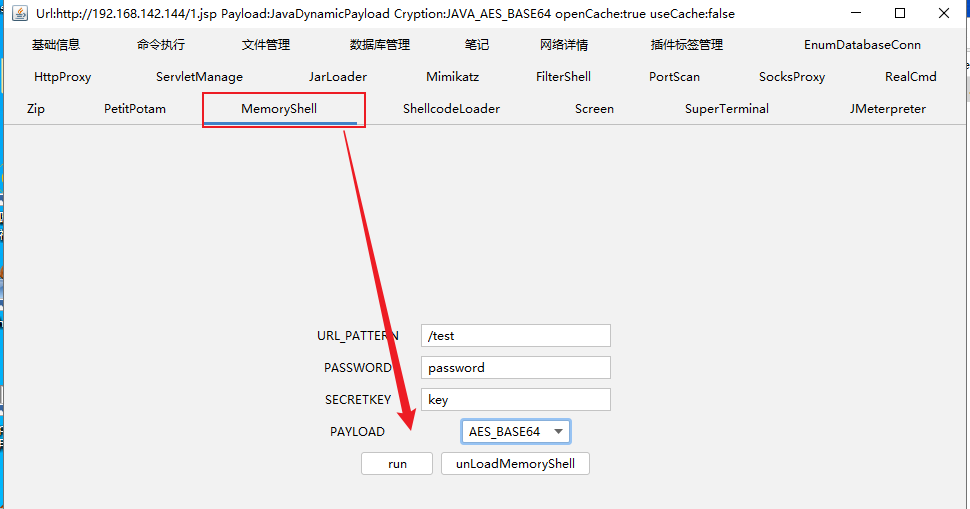 Url:http://192.168.142.144/1.jsp Payload:JavaDynamicPayload Cryption:JAVA_AES_BASE64 openCache:true useCache:false
基础信息 命令执行 文件管理 数据库管理 笔记 网络详情 插件标签管理 EnumDatabaseConn
HttpProxy ServletManage JarLoader Mimikatz FilterShell PortScan SocksProxy RealCmd
Zip PetitPotam MemoryShell ShellcodeLoader Screen SuperTerminal JMeterpreter
URL_PATTERN /test
PASSWORD password
SECRETKEY key
PAYLOAD AES_BASE64
run unLoadMemoryShell